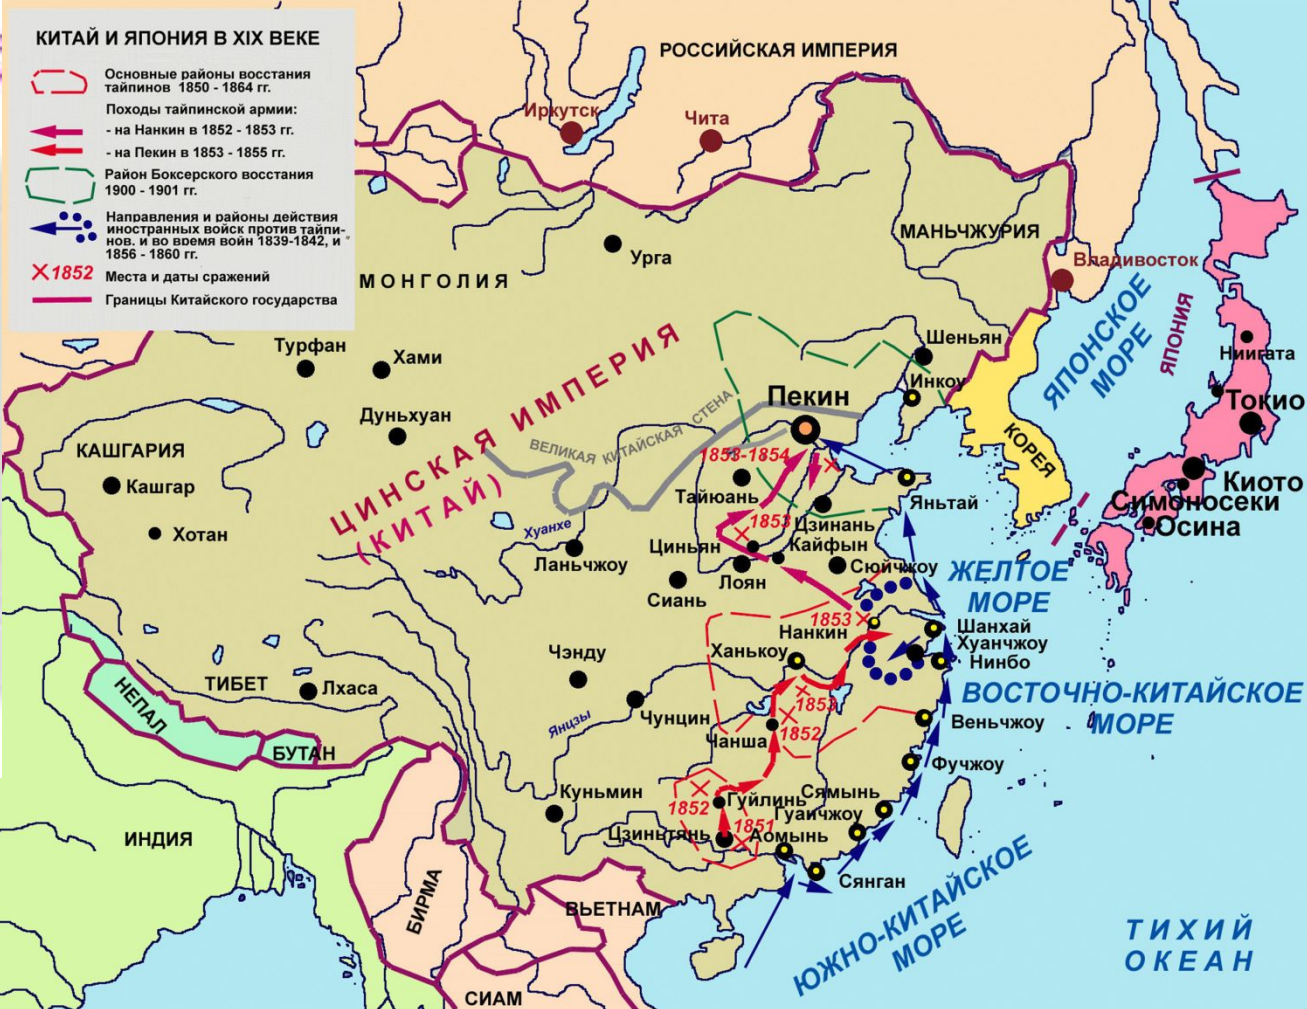 КИТАЙ И ЯПОНИЯ В XIX ВЕКЕ
Основные районы восстания
тайпинов 1850 - 1864 гг.
Походы тайпинской армии:
- на Нанкин в 1852 - 1853 гг.
- на Пекин в 1853 - 1855 гг.
Район Боксерского восстания
1900 - 1901 гг.
Направления и районы действия
иностранных войск против тайпи-
нов. и во время войн 1839-1842, и
1856 - 1860 гг.
1852 Места и даты сражений
Границы Китайского государства
РОССИЙСКАЯ ИМПЕРИЯ
Иркутск
Чита
МАНЬЧЖУРИЯ
Владивосток
Урга
МОНГОЛИЯ
ЯПОНСКОЕ
МОРЕ
ЯПОНИЯ
Ниигата
Токио
Киото
Симоносеки
Осина
Турфан
Хами
Дуньхуан
ЦИНСКАЯ ИМПЕРИЯ
(КИТАЙ)
ВЕЛИКАЯ КИТАЙСКАЯ СТЕНА
Шеньян
Инкоу
Пекин
КОРЕЯ
КАШГАРИЯ
Кашгар
Хотан
1853-1854
Тайюань
Яньтай
Цзинань
1853
Хуанхе
Ланьчжоу
Циньян
Кайфын
Лоян
Сюйчжоу
Сиань
ЖЕЛТОЕ
МОРЕ
1853
Нанкин
Шанхай
Хуанчжоу
Нинбо
Ханькоу
Чэнду
ТИБЕТ
Лхаса
НЕПАЛ
БУТАН
Янцзы
Чунцин
1853
1852
Чанша
ВОСТОЧНО-КИТАЙСКОЕ
МОРЕ
Веньчжоу
Фучжоу
Куньмин
1852
Гуйлинь
Сямынь
Гуаичжоу
Цзиньтянь
1851
Аомынь
Сянган
ИНДИЯ
БИРМА
ВЬЕТНАМ
СИАМ
ЮЖНО-КИТАЙСКОЕ
МОРЕ
ТИХИЙ
ОКЕАН